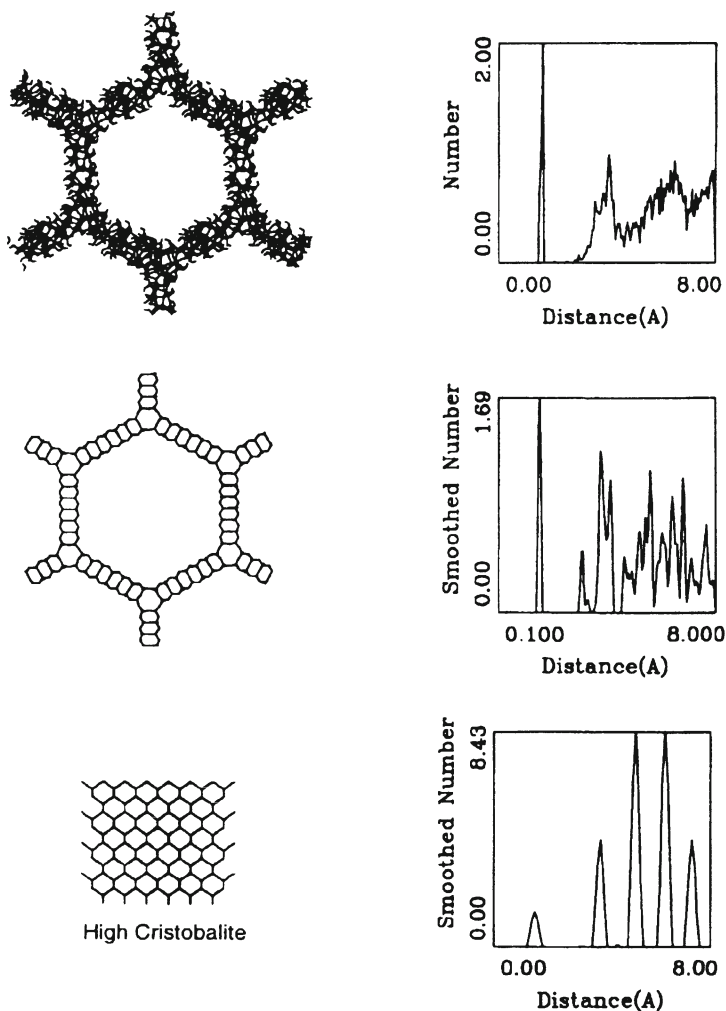 2.00
Number
0.00
0.00 8.00
Distance(A)
1.69
Smoothed Number
0.00
0.100 8.000
Distance(A)
8.43
Smoothed Number
0.00
0.00 8.00
Distance(A)
High Cristobalite